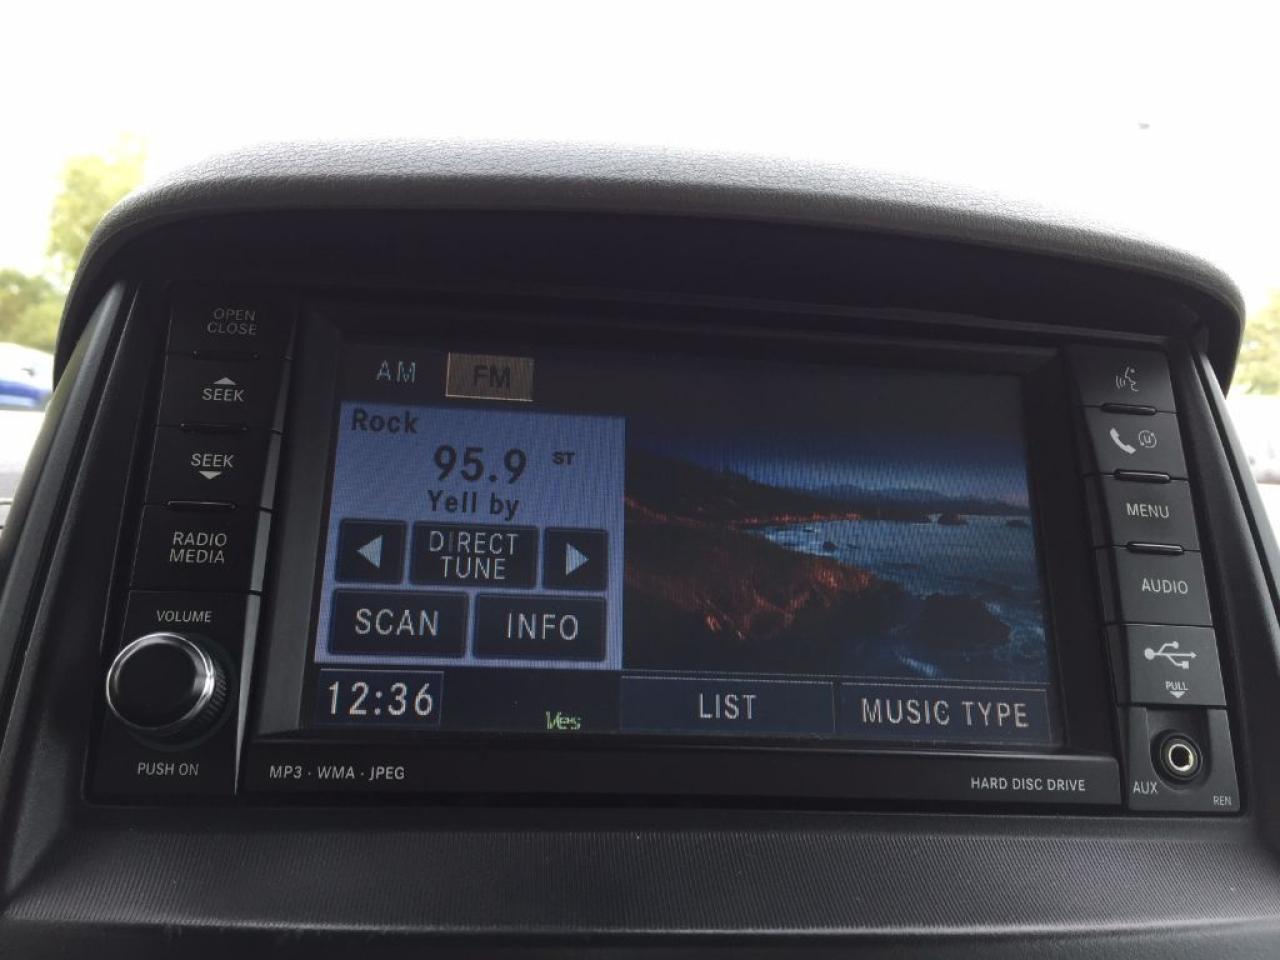 OPEN
CLOSE
SEEK
SEEK
RADIO
MEDIA
VOLUME
PUSH ON
AM FM
Rock
95.9 ST
Yell by
DIRECT
TUNE
SCAN INFO
12:36
LIST MUSIC TYPE
MP3 · WMA · JPEG
HARD DISC DRIVE
MENU
AUDIO
PULL
AUX
REN